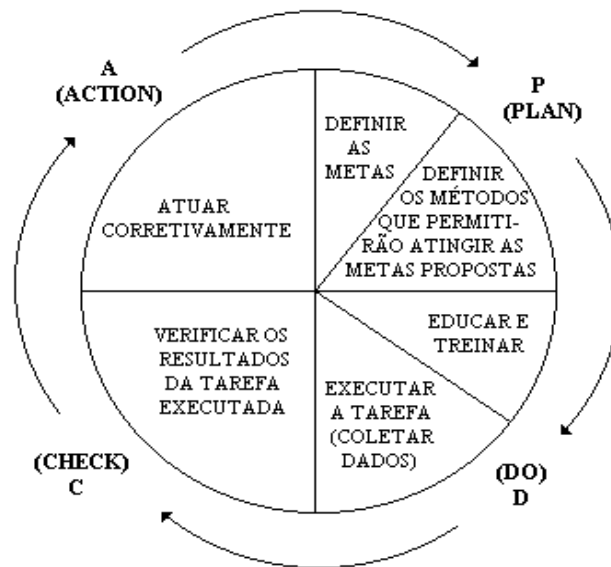 A
(ACTION)
P
(PLAN)
DEFINIR
AS
METAS
DEFINIR
OS MÉTODOS
QUE PERMITI-
RÃO ATINGIR AS
METAS PROPOSTAS
ATUAR
CORRETIVAMENTE
EDUCAR E
TREINAR
VERIFICAR OS
RESULTADOS
DA TAREFA
EXECUTADA
EXECUTAR
A TAREFA
(COLETAR
DADOS)
(CHECK)
C
(DO)
D